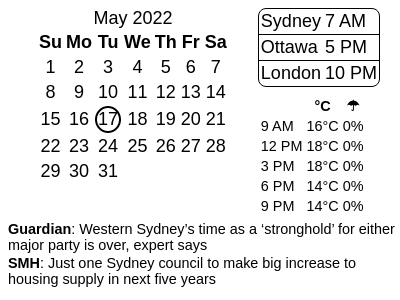 May 2022
Su Mo Tu We Th Fr Sa
1 2 3 4 5 6 7
8 9 10 11 12 13 14
15 16 17 18 19 20 21
22 23 24 25 26 27 28
29 30 31
Sydney 7 AM
Ottawa 5 PM
London 10 PM
°C ☂
9 AM 16°C 0%
12 PM 18°C 0%
3 PM 18°C 0%
6 PM 14°C 0%
9 PM 14°C 0%
Guardian: Western Sydney’s time as a ‘stronghold’ for either
major party is over, expert says
SMH: Just one Sydney council to make big increase to
housing supply in next five years